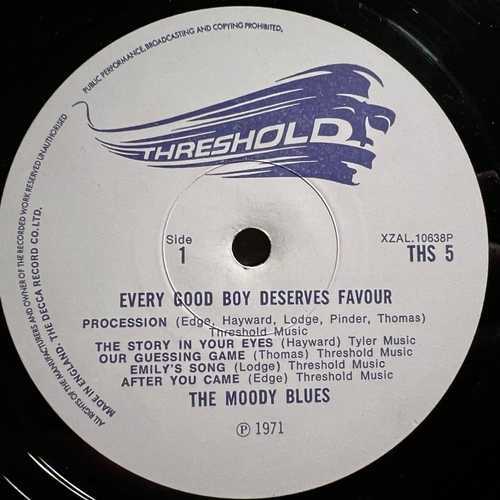 PUBLIC PERFORMANCE, BROADCASTING AND COPYING PROHIBITED.
ALL RIGHTS OF THE MANUFACTURERS AND OWNER OF THE RECORDED WORK RESERVED UNAUTHORISED
MADE IN ENGLAND. THE DECCA RECORD CO. LTD.
THRESHOLD
Side
1
XZAL.10638P
THS 5
EVERY GOOD BOY DESERVES FAVOUR
PROCESSION (Edge, Hayward, Lodge, Pinder, Thomas)
Threshold Music
THE STORY IN YOUR EYES (Hayward) Tyler Music
OUR GUESSING GAME (Thomas) Threshold Music
EMILY'S SONG (Lodge) Threshold Music
AFTER YOU CAME (Edge) Threshold Music
THE MOODY BLUES
Ⓟ 1971